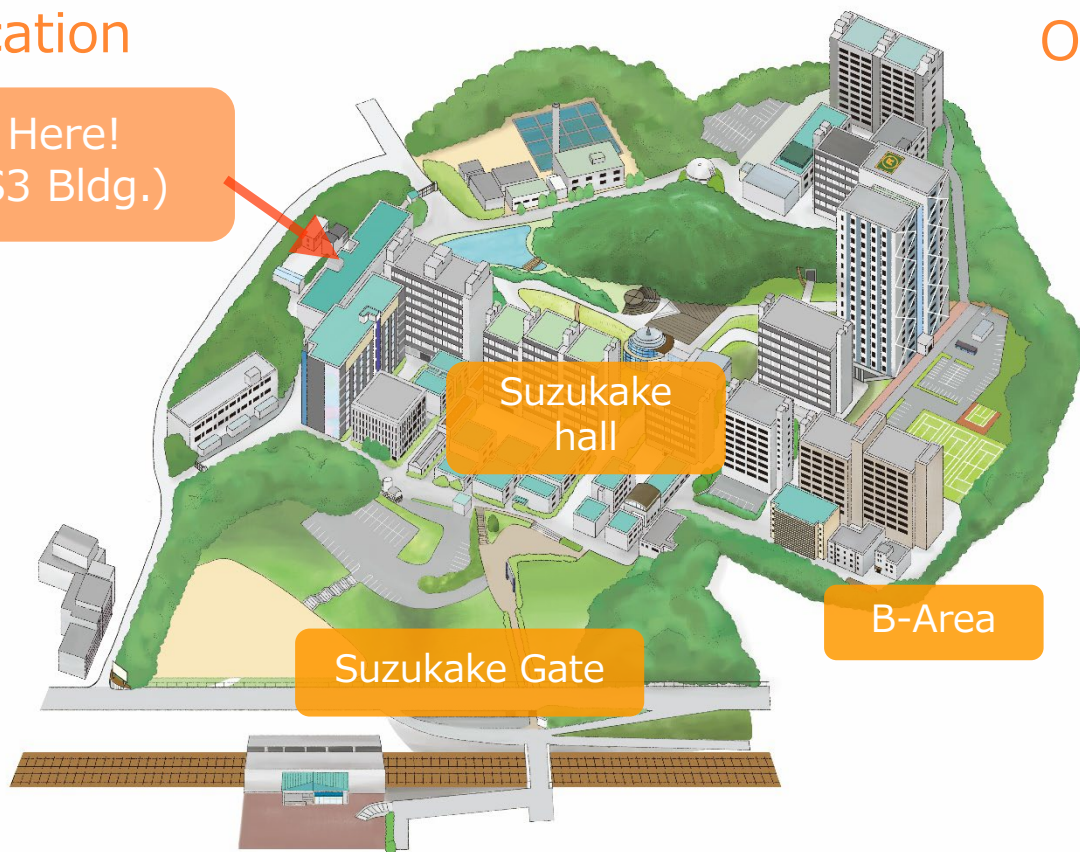 cation
O
Here!
S3 Bldg.)
Suzukake
hall
B-Area
Suzukake Gate